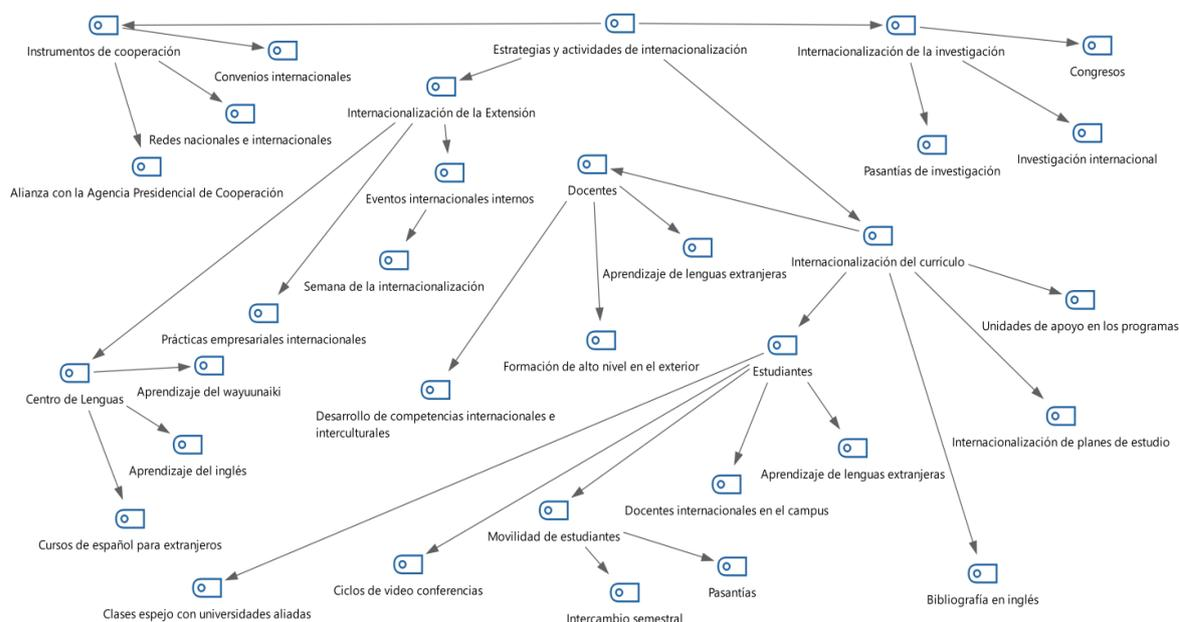 Instrumentos de cooperación
Estrategias y actividades de internacionalización
Internacionalización de la investigación
Convenios internacionales
Congresos
Internacionalización de la Extensión
Redes nacionales e internacionales
Investigación internacional
Pasantías de investigación
Alianza con la Agencia Presidencial de Cooperación
Docentes
Eventos internacionales internos
Internacionalización del currículo
Aprendizaje de lenguas extranjeras
Semana de la internacionalización
Unidades de apoyo en los programas
Prácticas empresariales internacionales
Formación de alto nivel en el exterior
Estudiantes
Aprendizaje del wayuunaiki
Centro de Lenguas
Desarrollo de competencias internacionales e
interculturales
Internacionalización de planes de estudio
Aprendizaje del inglés
Aprendizaje de lenguas extranjeras
Docentes internacionales en el campus
Movilidad de estudiantes
Cursos de español para extranjeros
Ciclos de video conferencias
Pasantías
Bibliografía en inglés
Clases espejo con universidades aliadas
Intercambio semestral